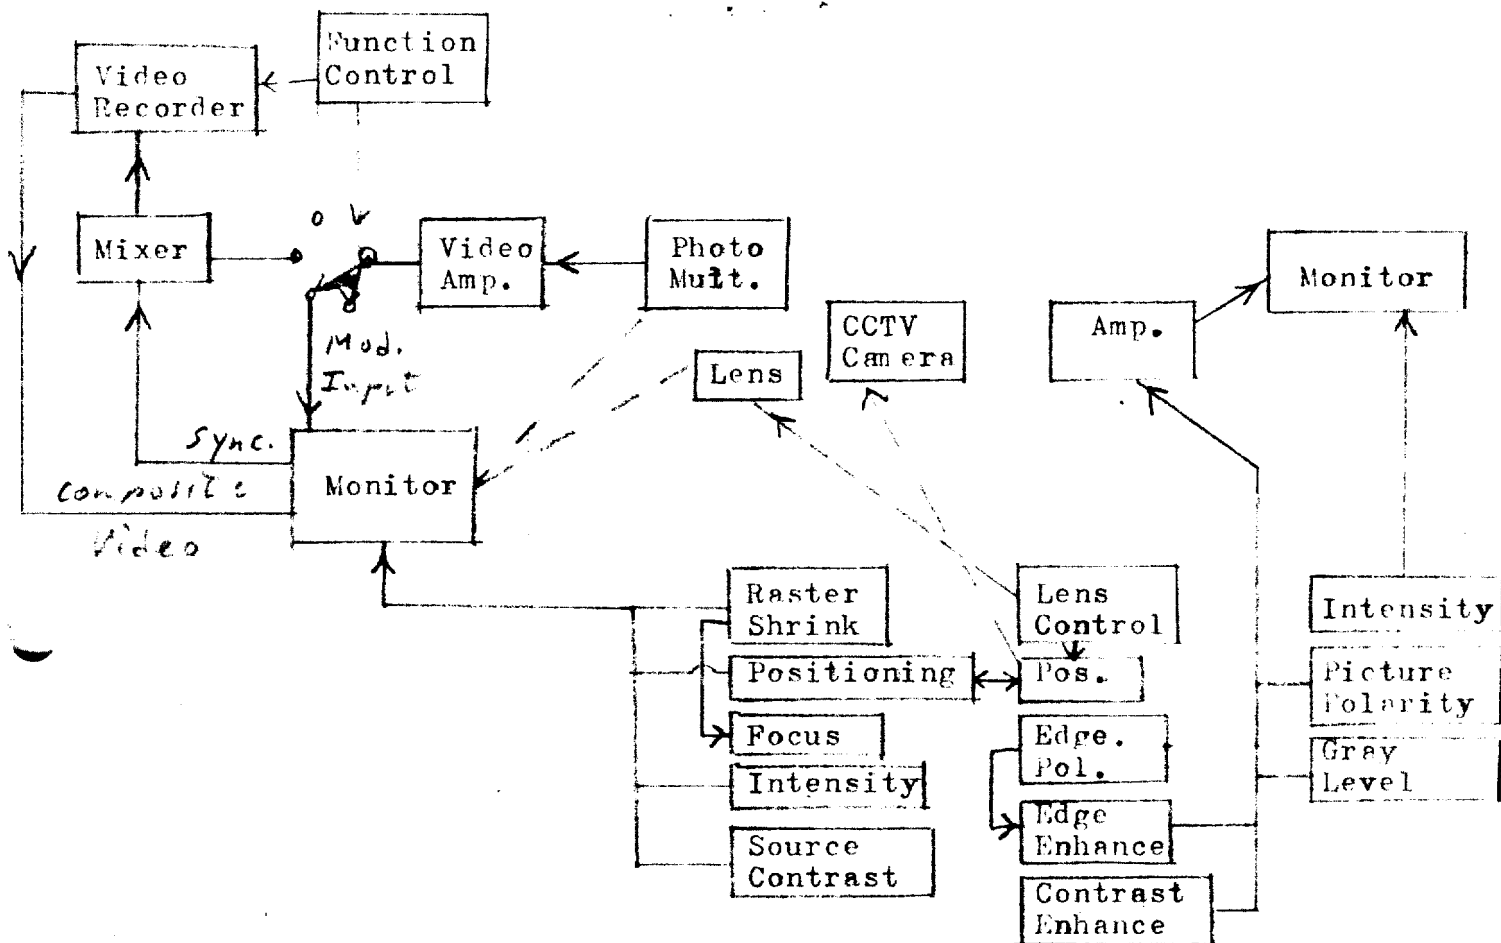 Function
Control
Video
Recorder
Mixer
Video
Amp.
Photo
Mult.
Monitor
CCTV
Camera
Amp.
Lens
Mod.
Input
Sync.
Monitor
Composite
Video
Raster
Shrink
Lens
Control
Intensity
Positioning
Pos.
Picture
Polarity
Focus
Edge.
Pol.
Gray
Level
Intensity
Edge
Enhance
Source
Contrast
Contrast
Enhance